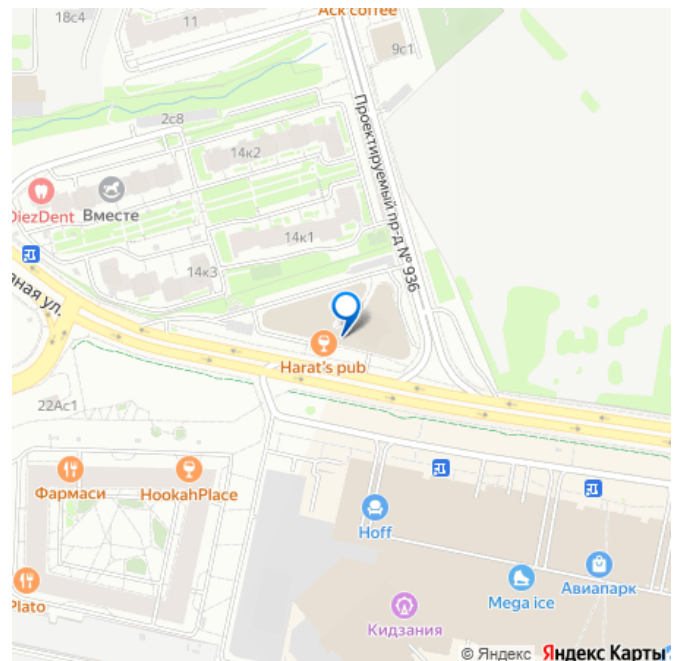 Ack coffee
18с4
11
9с1
2с8
14к2
Проектируемый пр-д № 936
DiezDent
Вместе
14к1
14к3
ная ул.
Harat's pub
22Ас1
Фармаси
HookahPlace
Hoff
Авиапарк
Mega ice
Plato
Кидзания
© Яндекс Яндекс Карты